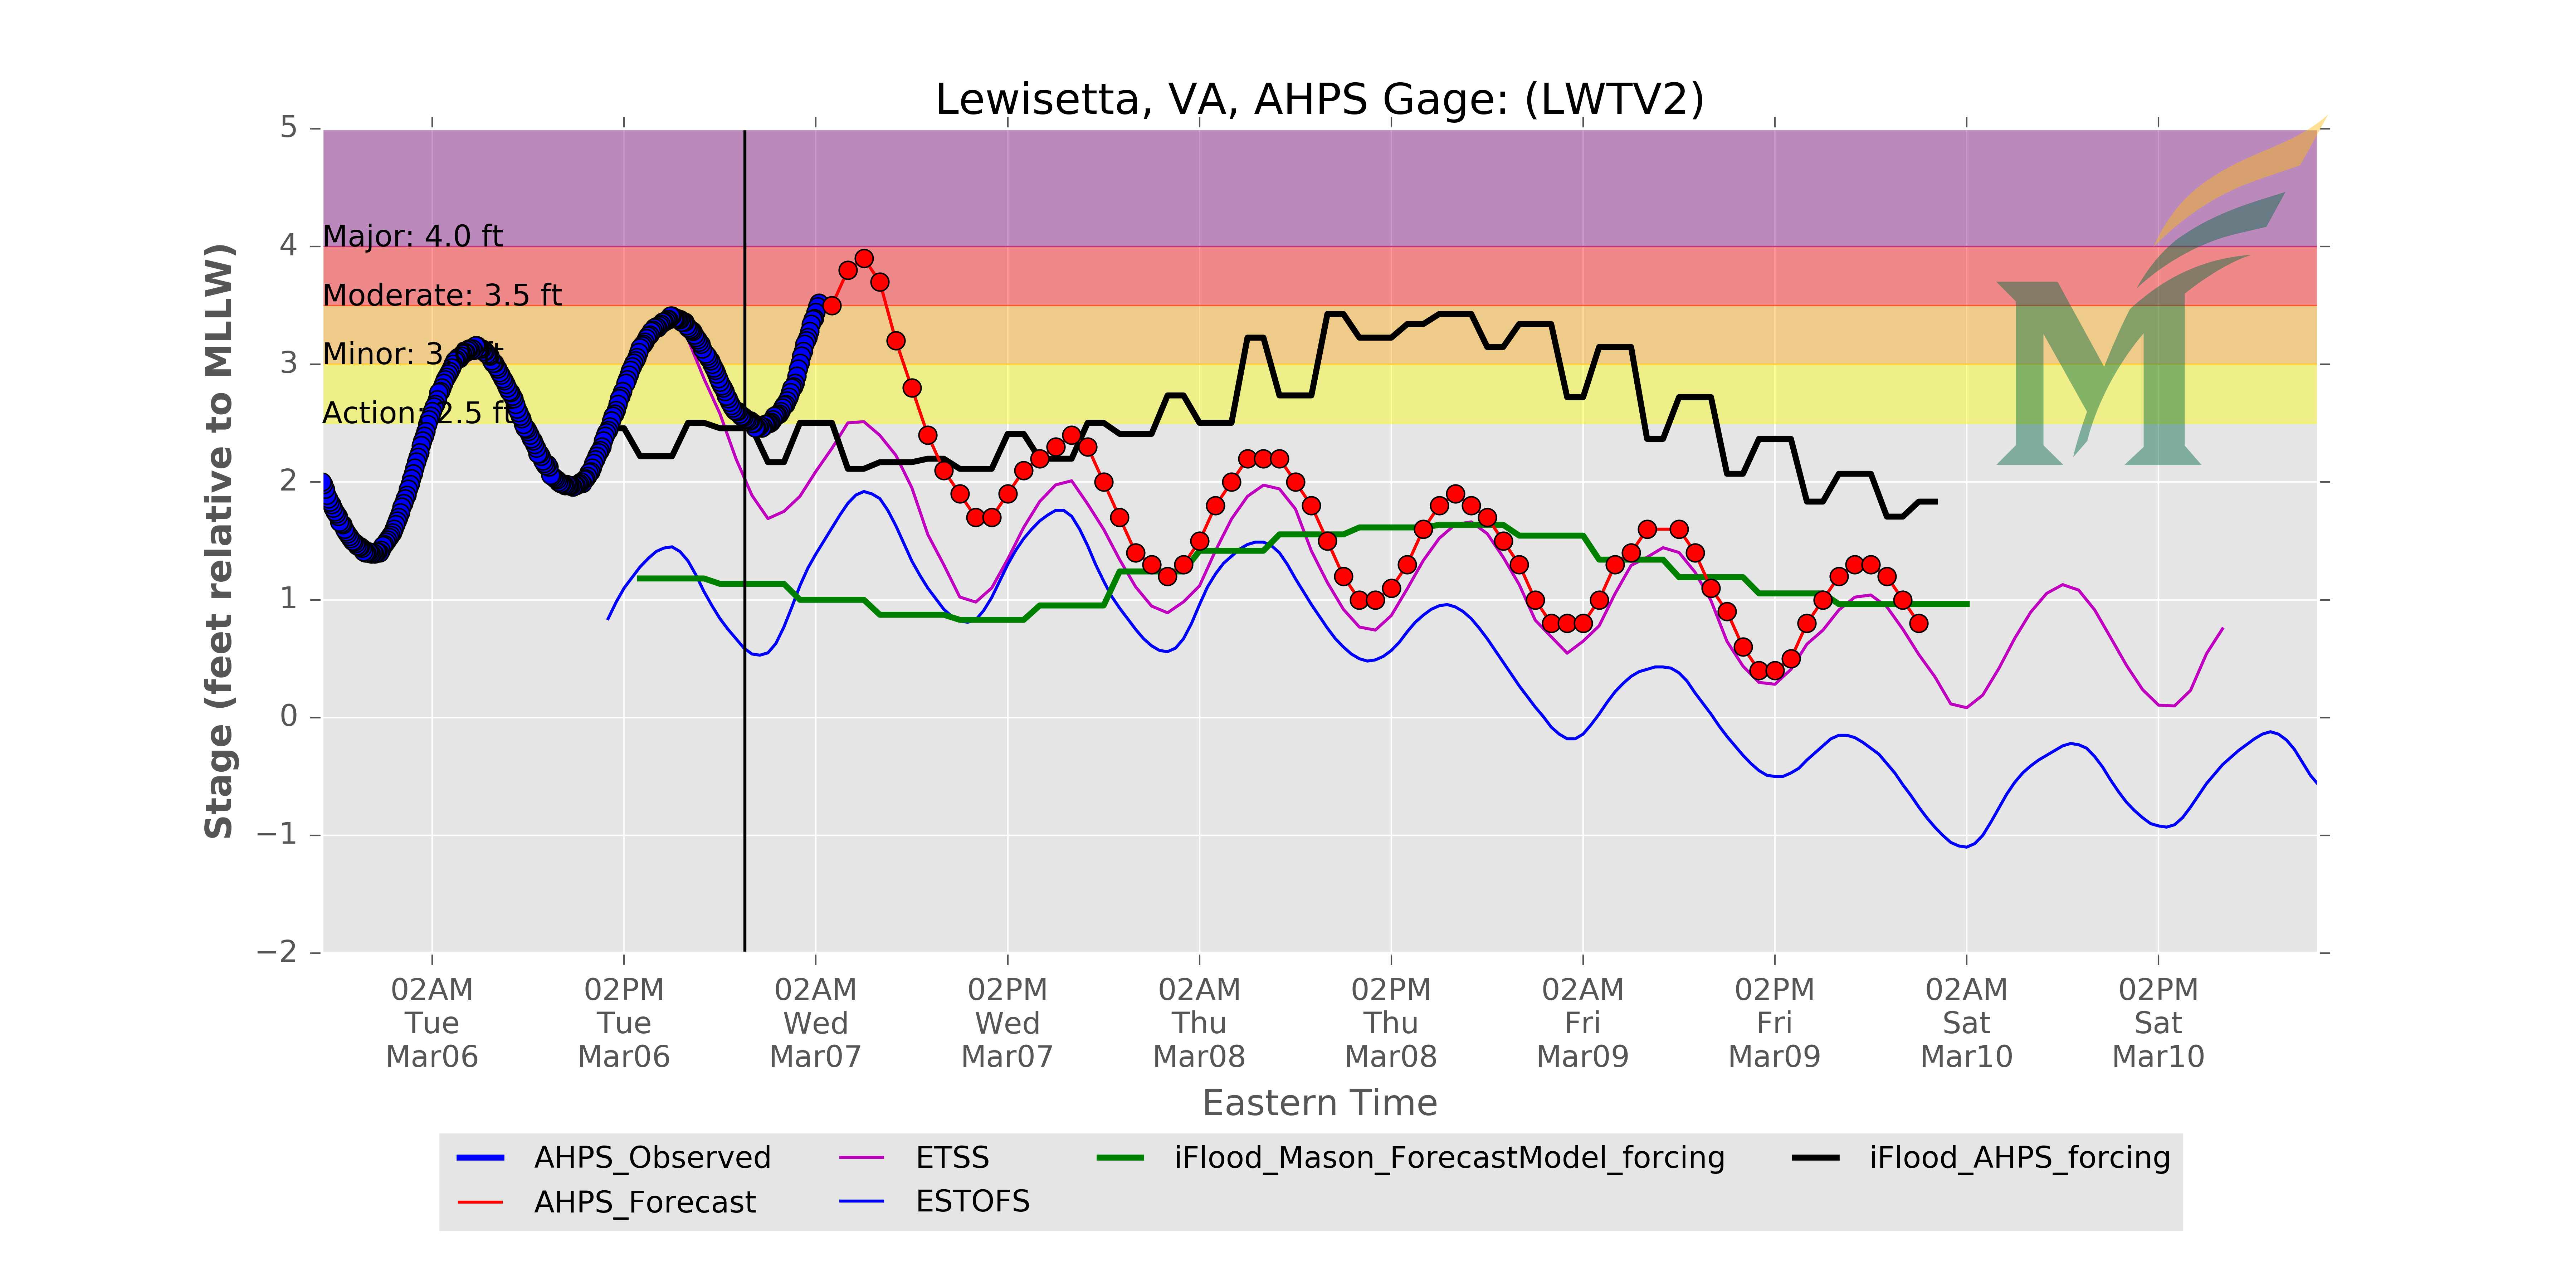 Lewisetta, VA, AHPS Gage: (LWTV2)
Stage (feet relative to MLLW)
5
4
3
2
1
0
−1
−2
Major: 4.0 ft
Moderate: 3.5 ft
Minor: 3.0 ft
Action: 2.5 ft
M
02AM 02PM 02AM 02PM 02AM 02PM 02AM 02PM 02AM 02PM
Tue Tue Wed Wed Thu Thu Fri Fri Sat Sat
Mar06 Mar06 Mar07 Mar07 Mar08 Mar08 Mar09 Mar09 Mar10 Mar10
Eastern Time
AHPS_Observed ETSS iFlood_Mason_ForecastModel_forcing iFlood_AHPS_forcing
AHPS_Forecast ESTOFS